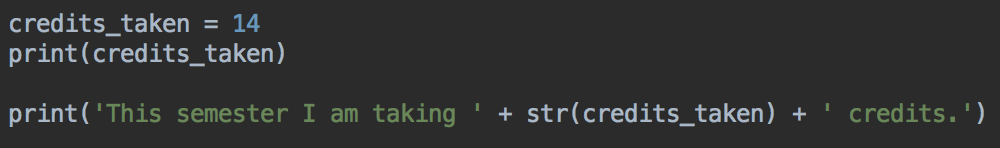 credits_taken = 14
print(credits_taken)
print('This semester I am taking ' + str(credits_taken) + ' credits.')